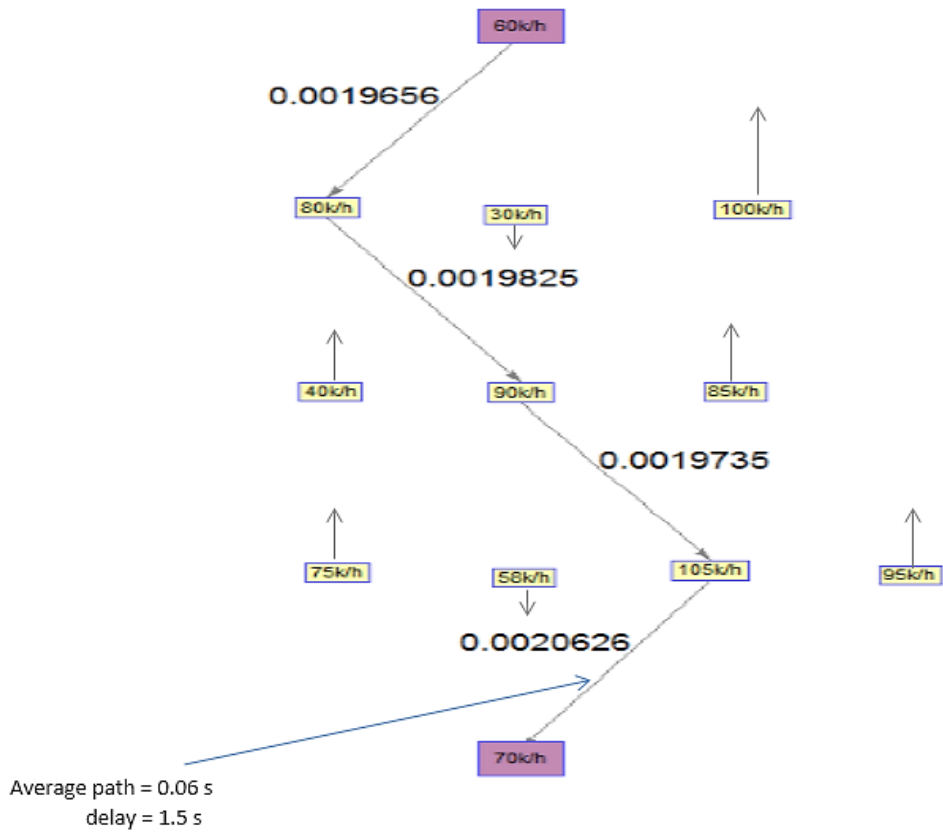 60k/h
0.0019656
80k/h
30k/h
100k/h
0.0019825
40k/h
90k/h
85k/h
0.0019735
75k/h
58k/h
105k/h
95k/h
0.0020626
70k/h
Average path = 0.06 s
delay = 1.5 s